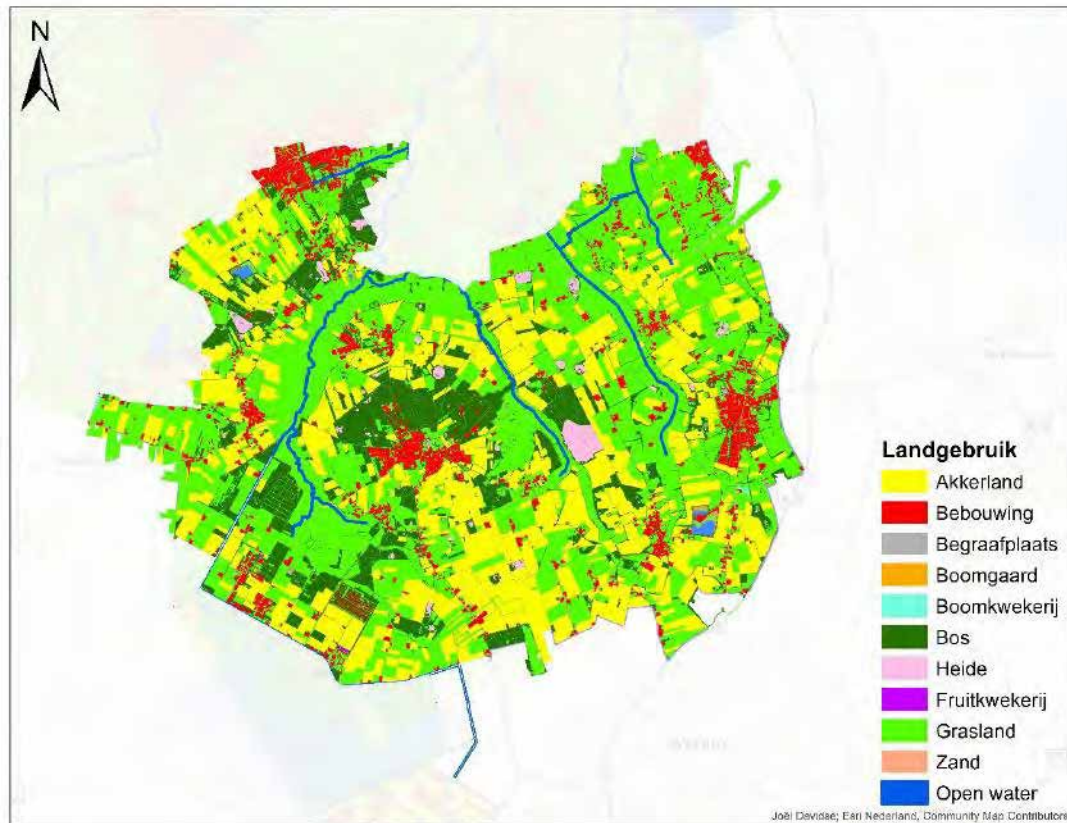 N
Landgebruik
Akkerland
Bebouwing
Begraafplaats
Boomgaard
Boomkwekerij
Bos
Heide
Fruitkwekerij
Grasland
Zand
Open water
Joël Davidse; Esri Nederland, Community Map Contributors